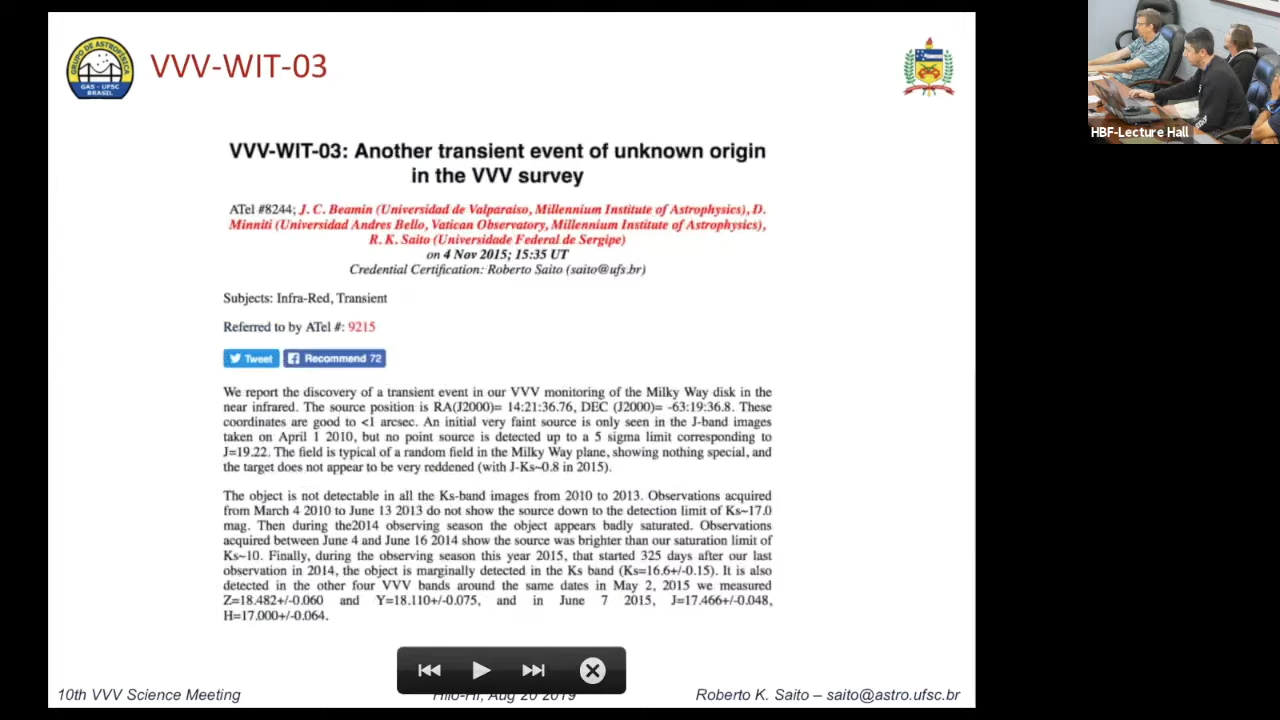 GRUPO DE ASTROFÍSICA
GAS - UFSC
BRASIL
VVV-WIT-03
HBF-Lecture Hall
VVV-WIT-03: Another transient event of unknown origin
in the VVV survey
ATel #8244; J. C. Beamin (Universidad de Valparaiso, Millennium Institute of Astrophysics), D.
Minniti (Universidad Andres Bello, Vatican Observatory, Millennium Institute of Astrophysics),
R. K. Saito (Universidade Federal de Sergipe)
on 4 Nov 2015; 15:35 UT
Credential Certification: Roberto Saito (saito@ufs.br)
Subjects: Infra-Red, Transient
Referred to by ATel #: 9215
Tweet
Recommend 72
We report the discovery of a transient event in our VVV monitoring of the Milky Way disk in the
near infrared. The source position is RA(J2000)= 14:21:36.76, DEC (J2000)= -63:19:36.8. These
coordinates are good to <1 arcsec. An initial very faint source is only seen in the J-band images
taken on April 1 2010, but no point source is detected up to a 5 sigma limit corresponding to
J=19.22. The field is typical of a random field in the Milky Way plane, showing nothing special, and
the target does not appear to be very reddened (with J-Ks~0.8 in 2015).
The object is not detectable in all the Ks-band images from 2010 to 2013. Observations acquired
from March 4 2010 to June 13 2013 do not show the source down to the detection limit of Ks~17.0
mag. Then during the2014 observing season the object appears badly saturated. Observations
acquired between June 4 and June 16 2014 show the source was brighter than our saturation limit of
Ks~10. Finally, during the observing season this year 2015, that started 325 days after our last
observation in 2014, the object is marginally detected in the Ks band (Ks=16.6+/-0.15). It is also
detected in the other four VVV bands around the same dates in May 2, 2015 we measured
Z=18.482+/-0.060 and Y=18.110+/-0.075, and in June 7 2015, J=17.466+/-0.048,
H=17.000+/-0.064.
10th VVV Science Meeting
Hilo-HI, Aug 20 2019
Roberto K. Saito – saito@astro.ufsc.br